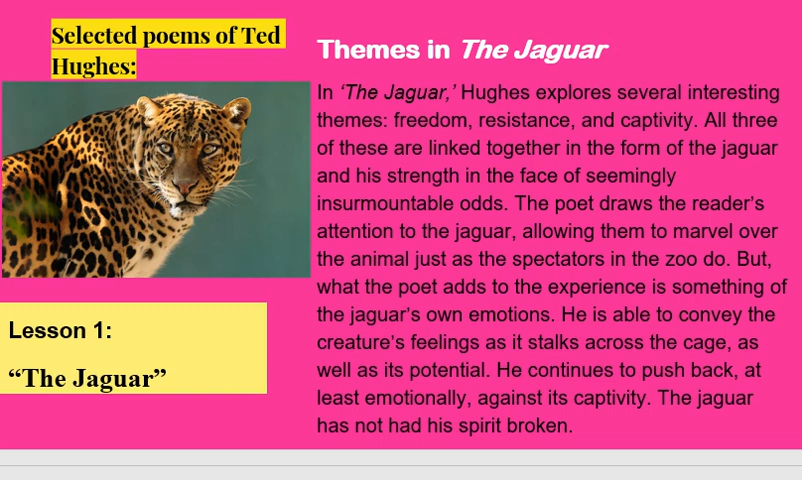 Selected poems of Ted
Hughes:
Lesson 1:
“The Jaguar”
Themes in The Jaguar
In ‘The Jaguar,’ Hughes explores several interesting
themes: freedom, resistance, and captivity. All three
of these are linked together in the form of the jaguar
and his strength in the face of seemingly
insurmountable odds. The poet draws the reader’s
attention to the jaguar, allowing them to marvel over
the animal just as the spectators in the zoo do. But,
what the poet adds to the experience is something of
the jaguar’s own emotions. He is able to convey the
creature’s feelings as it stalks across the cage, as
well as its potential. He continues to push back, at
least emotionally, against its captivity. The jaguar
has not had his spirit broken.